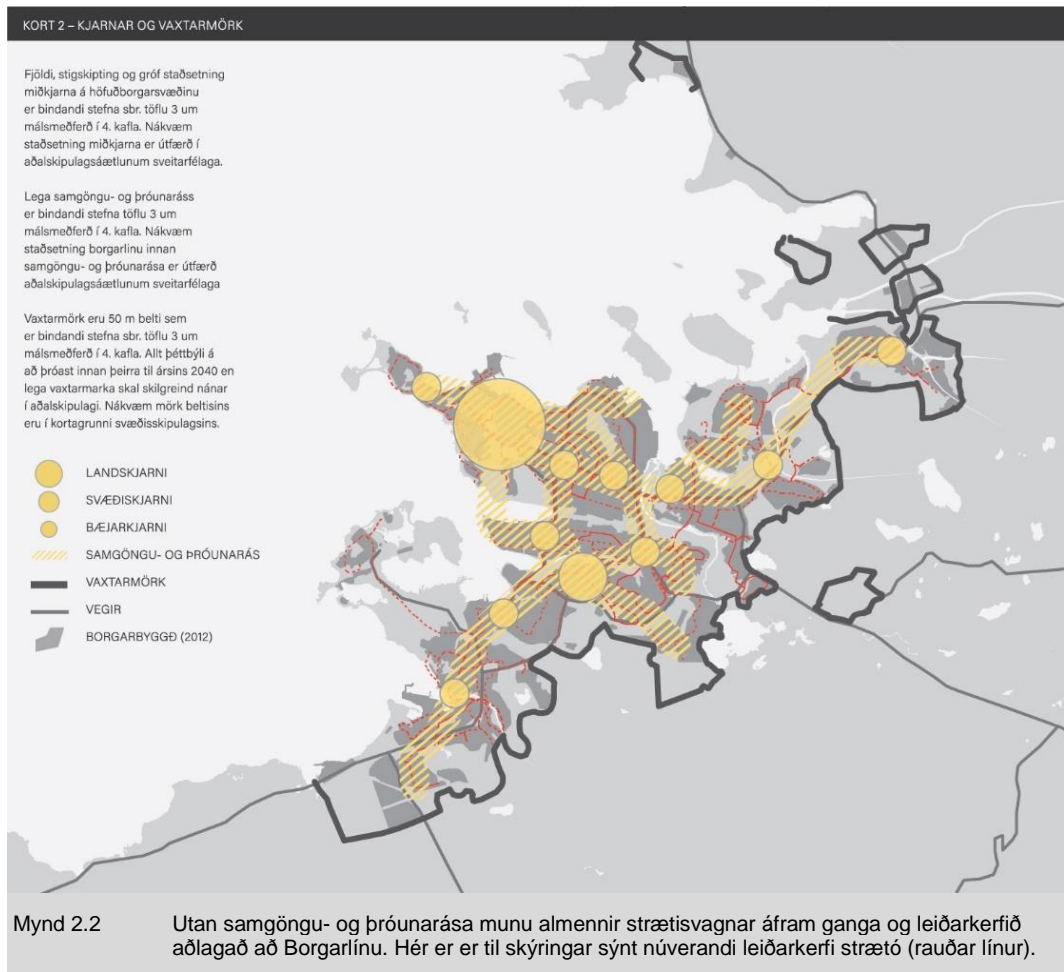 KORT 2 – KJARNAR OG VAXTARMÖRK
Fjöldi, stigskipting og gróf staðsetning
miðkjarna á höfuðborgarsvæðinu
er bindandi stefna sbr. töflu 3 um
málsmeðferð í 4. kafla. Nákvæm
staðsetning miðkjarna er útfærð í
aðalskipulagsáætlunum sveitarfélaga.
Lega samgöngu- og þróunaráss
er bindandi stefna töflu 3 um
málsmeðferð í 4. kafla. Nákvæm
staðsetning borgarlinu innan
samgöngu- og þróunarása er útfærð
aðalskipulagsáætlunum sveitarfélaga
Vaxtarmörk eru 50 m belti sem
er bindandi stefna sbr. töflu 3 um
málsmeðferð í 4. kafla. Allt þéttbýli á
að þróast innan þeirra til ársins 2040 en
lega vaxtarmarka skal skilgreind nánar
í aðalskipulagi. Nákvæm mörk beltisins
eru í kortagrunni svæðisskipulagsins.
LANDSKJARNI
SVÆÐISKJARNI
BÆJARKJARNI
SAMGÖNGU- OG ÞRÓUNARÁS
VAXTARMÖRK
VEGIR
BORGARBYGGÐ (2012)
Mynd 2.2 Utan samgöngu- og þróunarása munu almennir strætisvagnar áfram ganga og leiðarkerfið
aðlagað að Borgarlínu. Hér er er til skýringar sýnt núverandi leiðarkerfi strætó (rauðar línur).